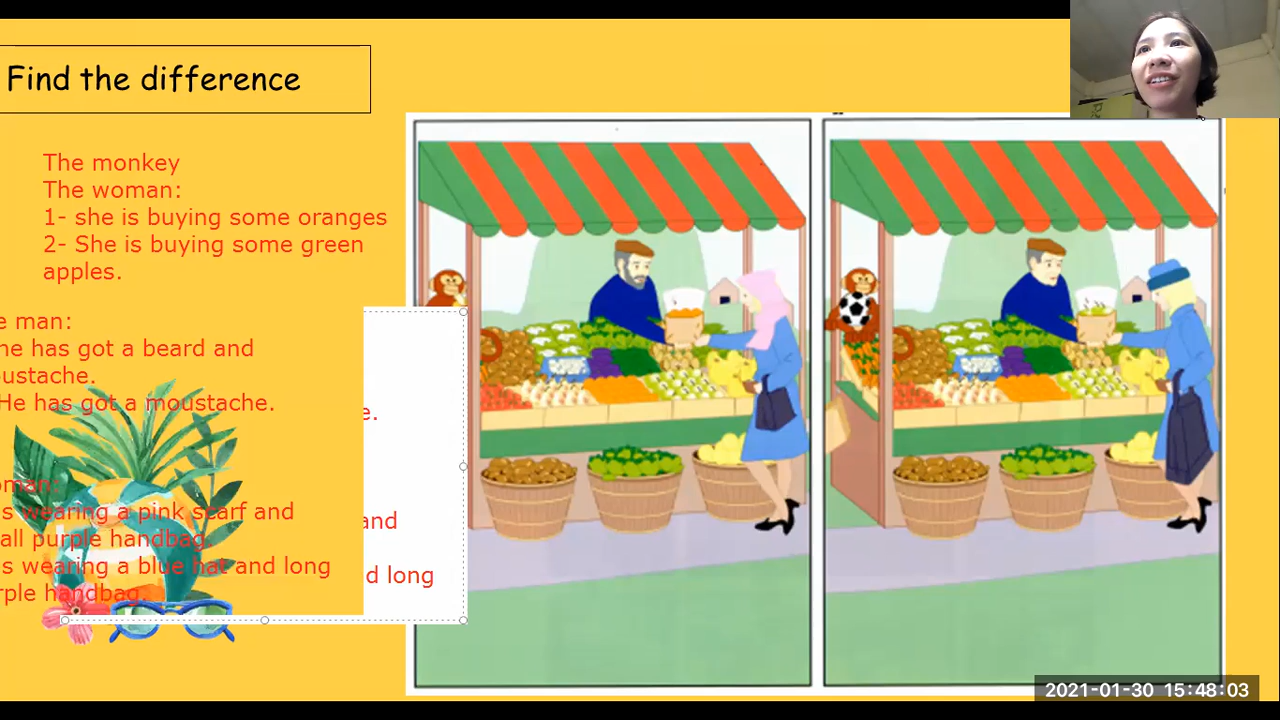 Find the difference
The monkey
The woman:
1- she is buying some oranges
2- She is buying some green
apples.
e man:
he has got a beard and
oustache.
He has got a moustache.
e.
oman:
s wearing a pink scarf and
and
all purple handbag.
s wearing a blue hat and long
d long
rple handbag.
2021-01-30 15:48:03